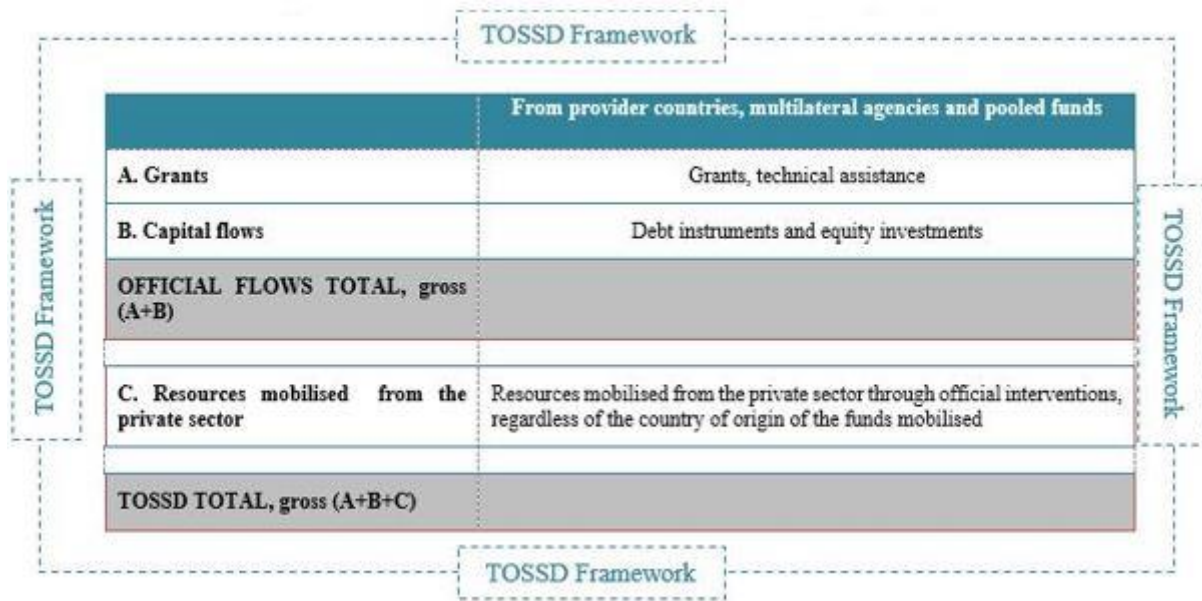 TOSSD Framework
From provider countries, multilateral agencies and pooled funds
A. Grants
Grants, technical assistance
B. Capital flows
Debt instruments and equity investments
OFFICIAL FLOWS TOTAL, gross
(A+B)
C. Resources mobilised from the
private sector
Resources mobilised from the private sector through official interventions,
regardless of the country of origin of the funds mobilised
TOSSD TOTAL, gross (A+B+C)
TOSSD Framework
TOSSD Framework
TOSSD Framework